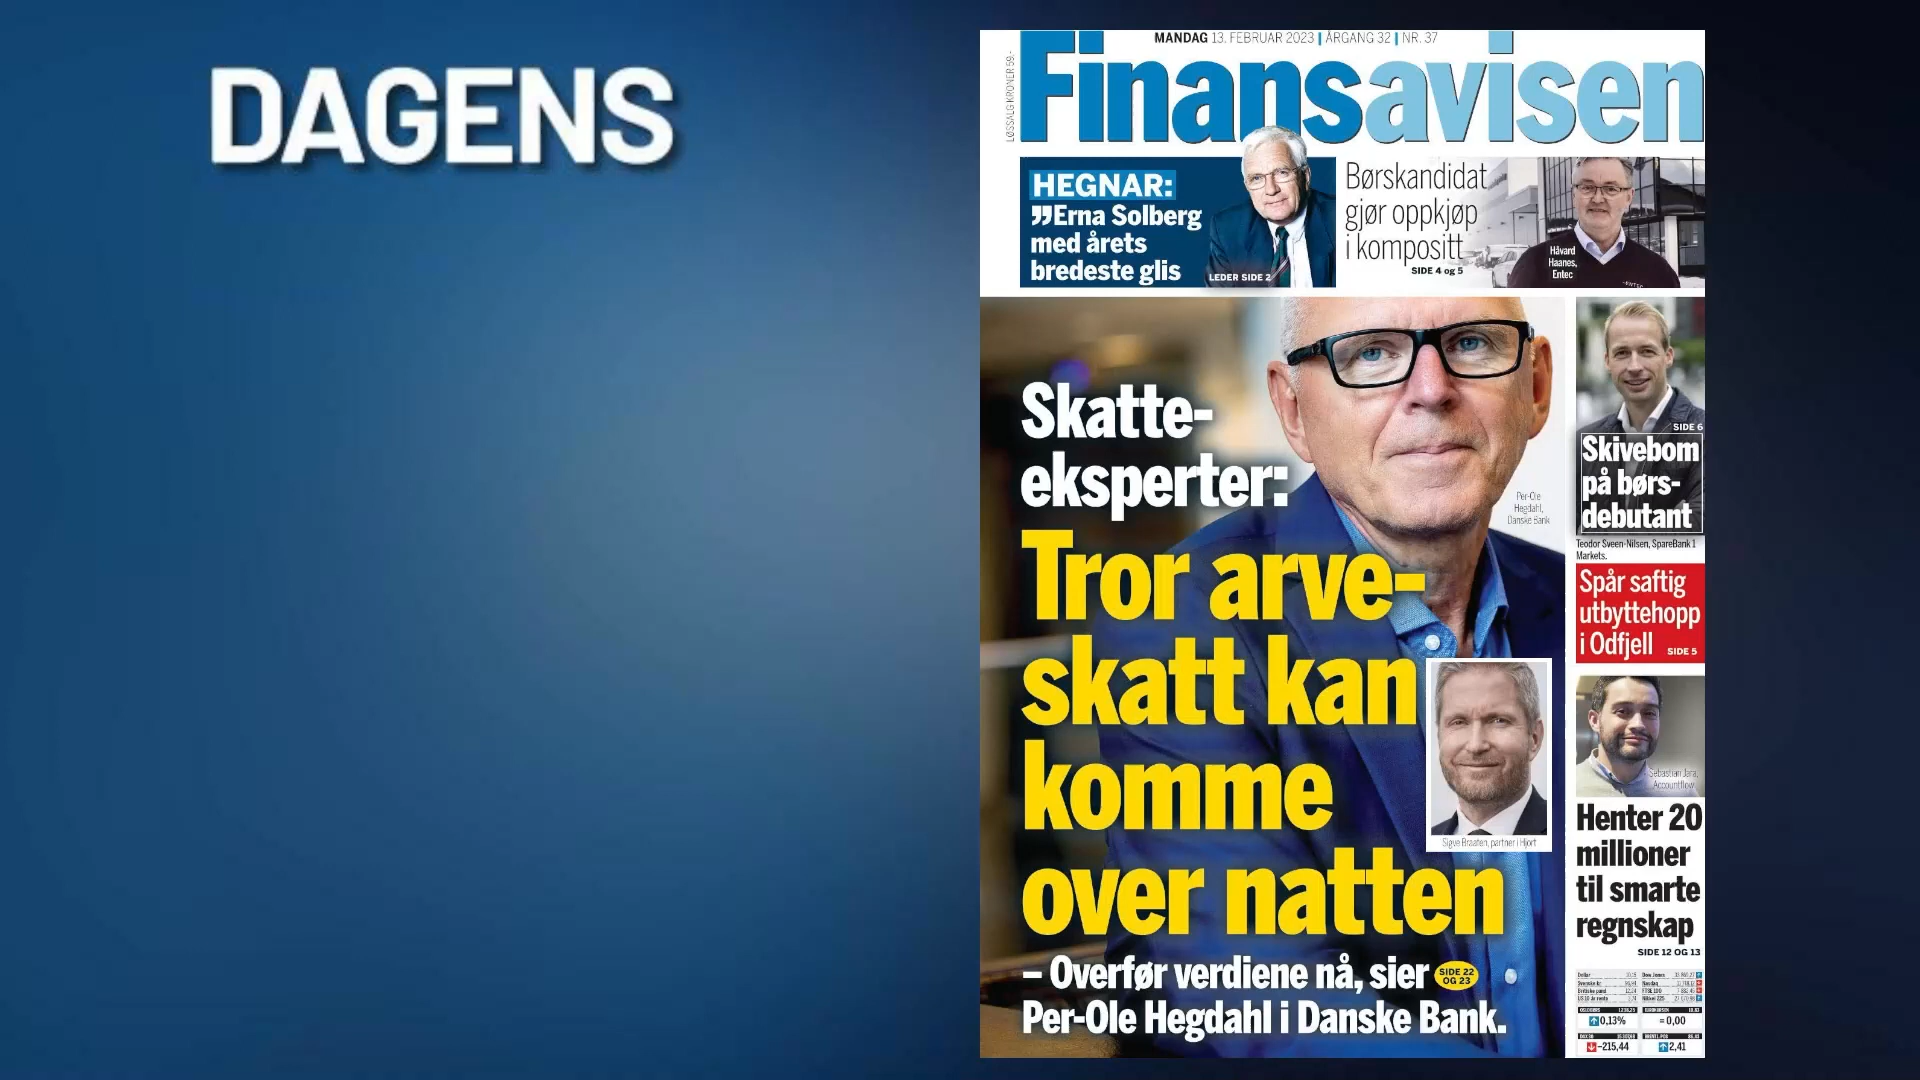 DAGENS
MANDAG 13. FEBRUAR 2023 | ÅRGANG 32 | NR. 37
LØSSALG KRONER 59,-
Finansavisen
HEGNAR:
”Erna Solberg
med årets
bredeste glis
LEDER SIDE 2
Børskandidat
gjør oppkjøp
i kompositt
SIDE 4 og 5
Håvard
Haanes,
Entec
Skatte-
eksperter:
Tror arve-
skatt kan
komme
over natten
– Overfør verdiene nå, sier
SIDE 22
OG 23
Per-Ole Hegdahl i Danske Bank.
Per-Ole
Hegdahl,
Danske Bank
Sigve Braaten, partner i Hjort
SIDE 6
Skivebom
på børs-
debutant
Teodor Sveen-Nilsen, SpareBank 1
Markets.
Spår saftig
utbyttehopp
i Odfjell
SIDE 5
Sebastian Jara,
Accountflow
Henter 20
millioner
til smarte
regnskap
SIDE 12 OG 13
0,13%
= 0,00
-215,44
2,41